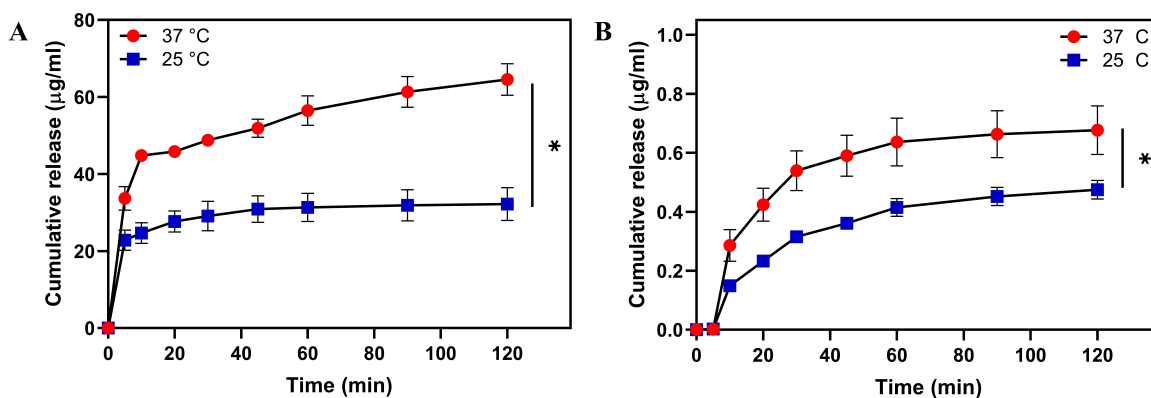 A
Cumulative release (µg/ml)
80
60
40
20
0
37 °C
25 °C
*
0 20 40 60 80 100 120
Time (min)
B
Cumulative release (µg/ml)
1.0
0.8
0.6
0.4
0.2
0.0
37 C
25 C
*
0 20 40 60 80 100 120
Time (min)